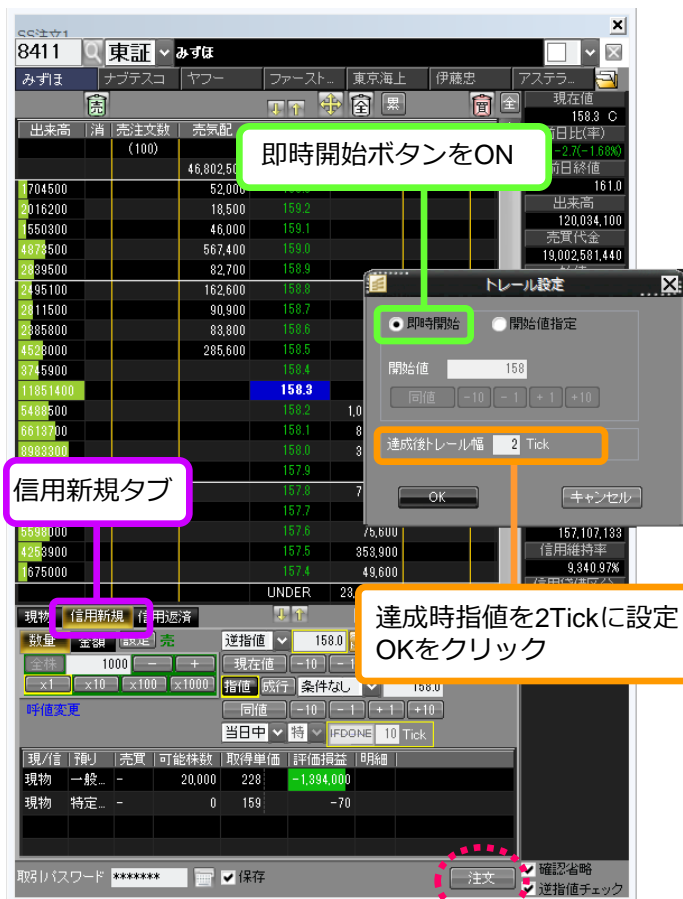 SS注文1
8411 東証 みずほ
みずほ ナブテスコ ヤフー ファースト... 東京海上 伊藤忠 アステラ...
売 全 累 買 全
現在値
158.3 C
前日比(率)
-2.7(-1.68%)
前日終値
161.0
出来高
120,034,100
売買代金
19,002,581,440
出来高 消 売注文数 売気配
(100)
即時開始ボタンをON
1704500 52,000
2016200 18,500 159.2
1550300 46,000 159.1
4873500 567,400 159.0
2839500 82,700 158.9
2495100 162,600 158.8
2811500 90,900 158.7
2385800 83,800 158.6
4523000 285,600 158.5
3745900 158.4
11851400 158.3
5488500 158.2
6613700 158.1
8983300 158.0
157.9
157.8
157.7
5598000 157.6 75,600
4253900 157.5 353,900
1675000 157.4 49,600
UNDER
トレール設定
即時開始 開始値指定
開始値 158
同値 -10 -1 +1 +10
達成後トレール幅 2 Tick
OK キャンセル
信用新規タブ
157,107,133
信用維持率
9,340.97%
達成時指値を2Tickに設定
OKをクリック
現物 信用新規 信用返済
数量 金額 設定 売 逆指値 158.0
全株 1000 － ＋ 現在値 -10
x1 x10 x100 x1000 指値 成行 条件なし 158.0
呼値変更 同値 -10 -1 +1 +10
当日中 特 IFDONE 10 Tick
現/信 預り 売買 可能株数 取得単価 評価損益 明細
現物 一般... - 20,000 228 -1,394,000
現物 特定... - 0 159 -70
取引パスワード ******* 保存 注文
確認省略
逆指値チェック